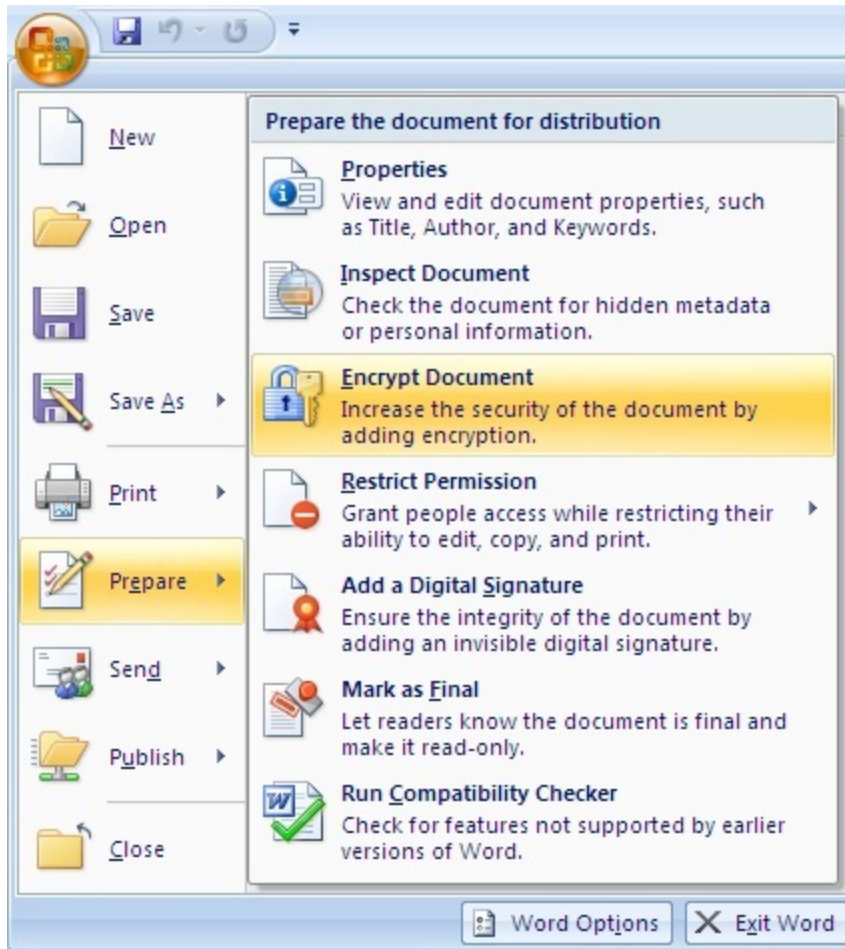 New
Open
Save
Save As
Print
Prepare
Send
Publish
Close
Prepare the document for distribution
Properties
View and edit document properties, such
as Title, Author, and Keywords.
Inspect Document
Check the document for hidden metadata
or personal information.
Encrypt Document
Increase the security of the document by
adding encryption.
Restrict Permission
Grant people access while restricting their
ability to edit, copy, and print.
Add a Digital Signature
Ensure the integrity of the document by
adding an invisible digital signature.
Mark as Final
Let readers know the document is final and
make it read-only.
Run Compatibility Checker
Check for features not supported by earlier
versions of Word.
Word Options
Exit Word